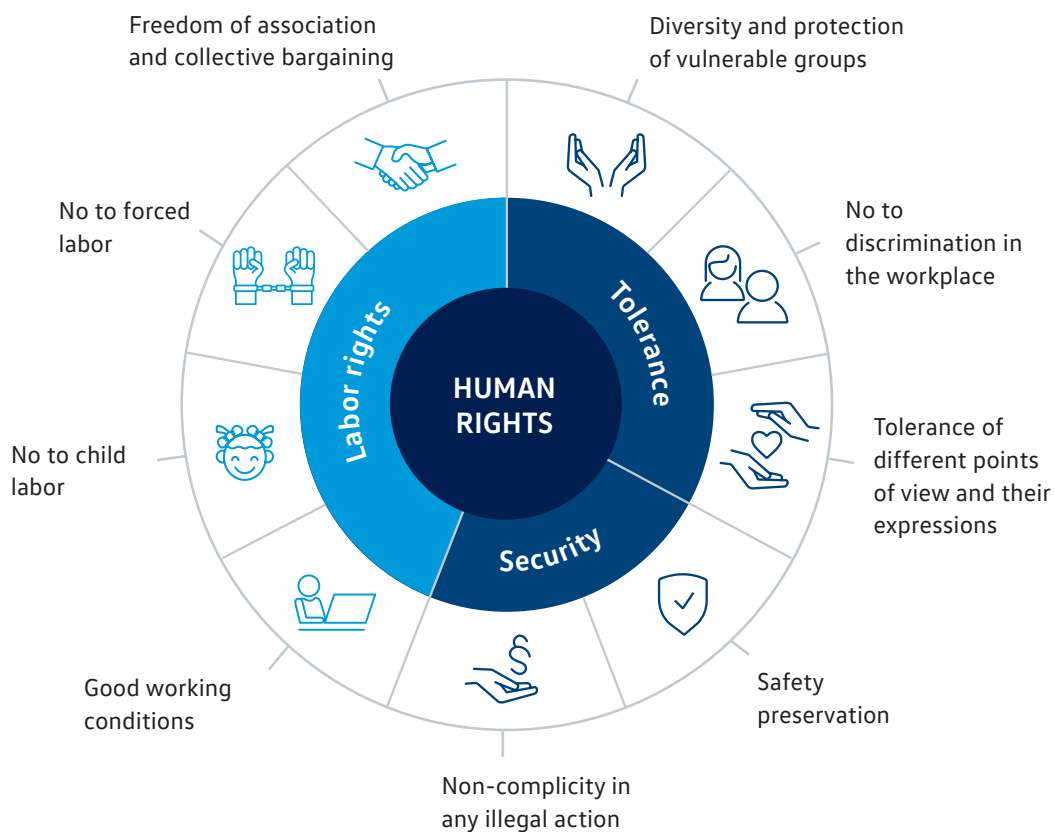 Freedom of association
and collective bargaining
Diversity and protection
of vulnerable groups
No to forced
labor
No to
discrimination in
the workplace
Labor rights
Tolerance
HUMAN
RIGHTS
No to child
labor
Tolerance of
different points
of view and their
expressions
Security
Good working
conditions
Safety
preservation
Non-complicity in
any illegal action